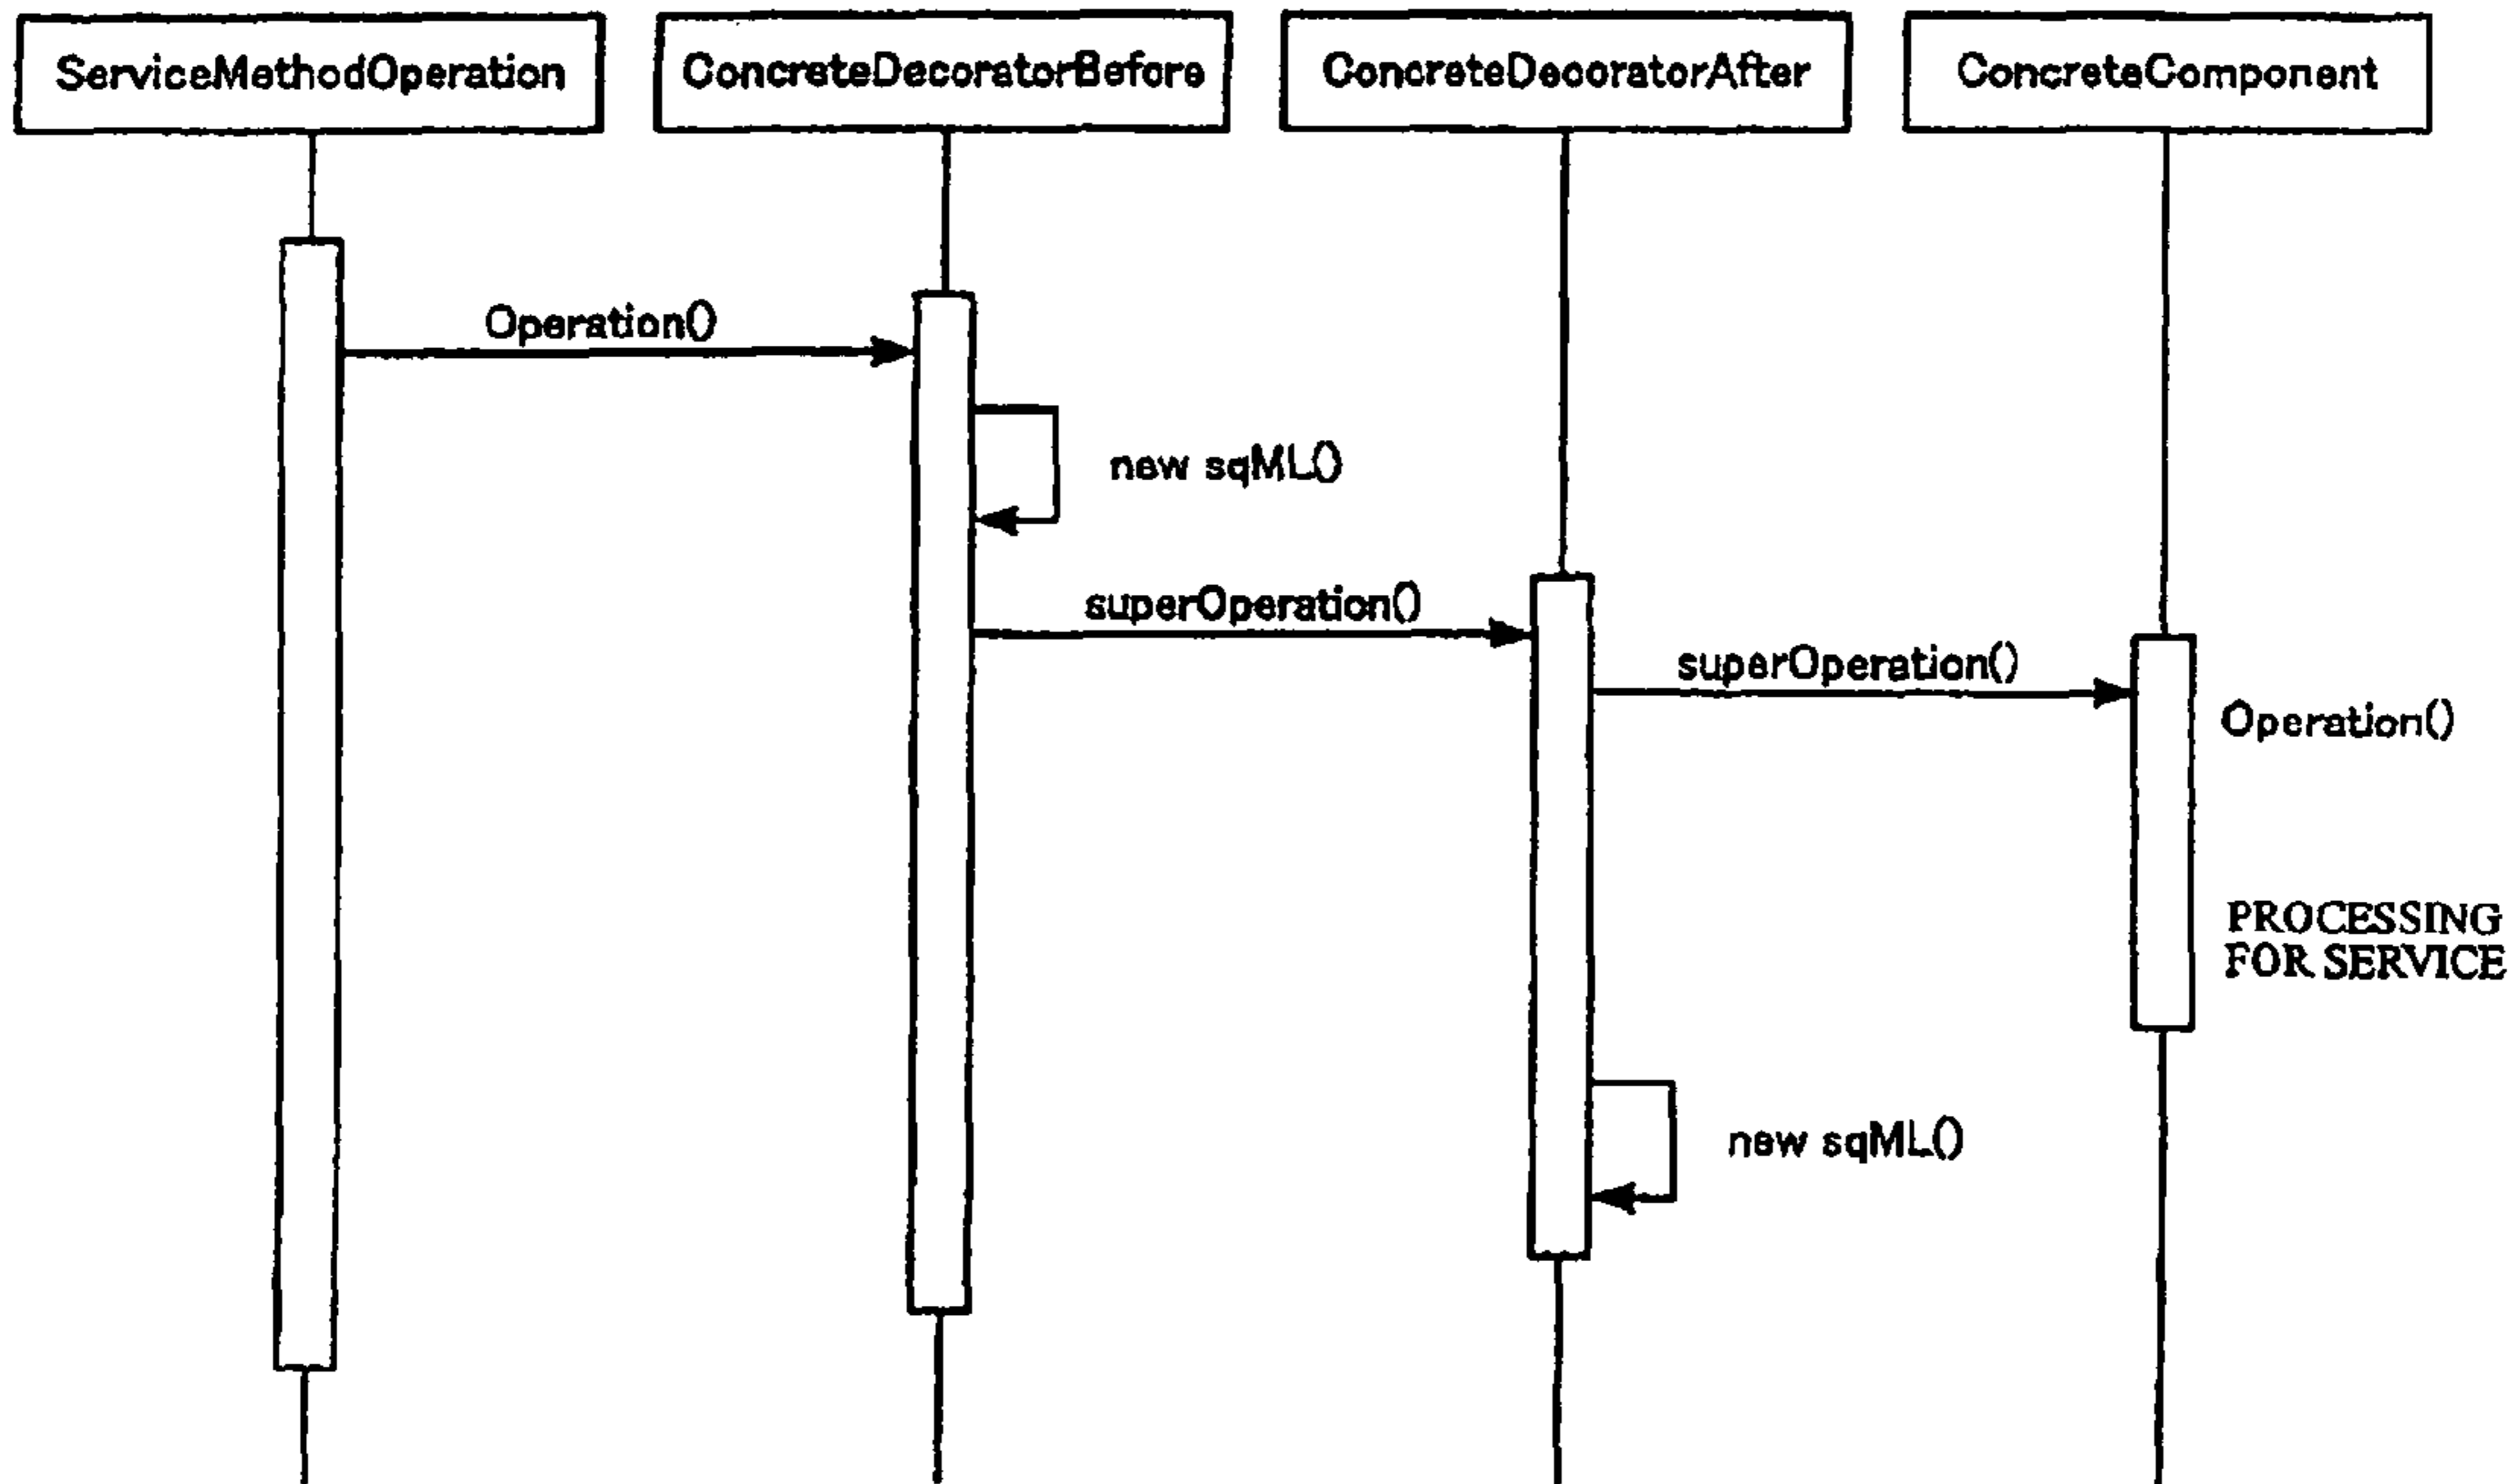 ServiceMethodOperation
ConcreteDecoratorBefore
ConcreteDecoratorAfter
ConcreteComponent
Operation()
new sqML()
superOperation()
superOperation()
Operation()
PROCESSING
FOR SERVICE
new sqML()